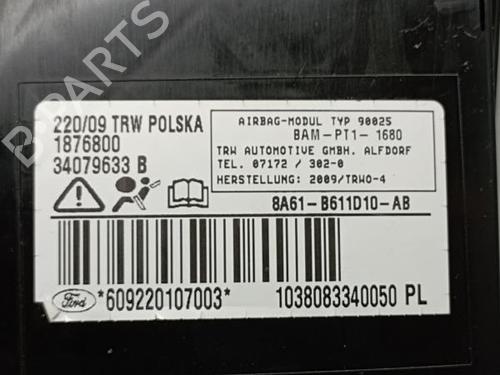 B PARTS
220/09 TRW POLSKA
1876800
34079633 B
AIRBAG-MODUL TYP 90025
BAM-PT1-1680
TRW AUTOMOTIVE GMBH. ALFDORF
TEL. 07172 / 302-0
HERSTELLUNG: 2009/TRWO-4
8A61-B611D10-AB
Ford
*609220107003*
1038083340050 PL